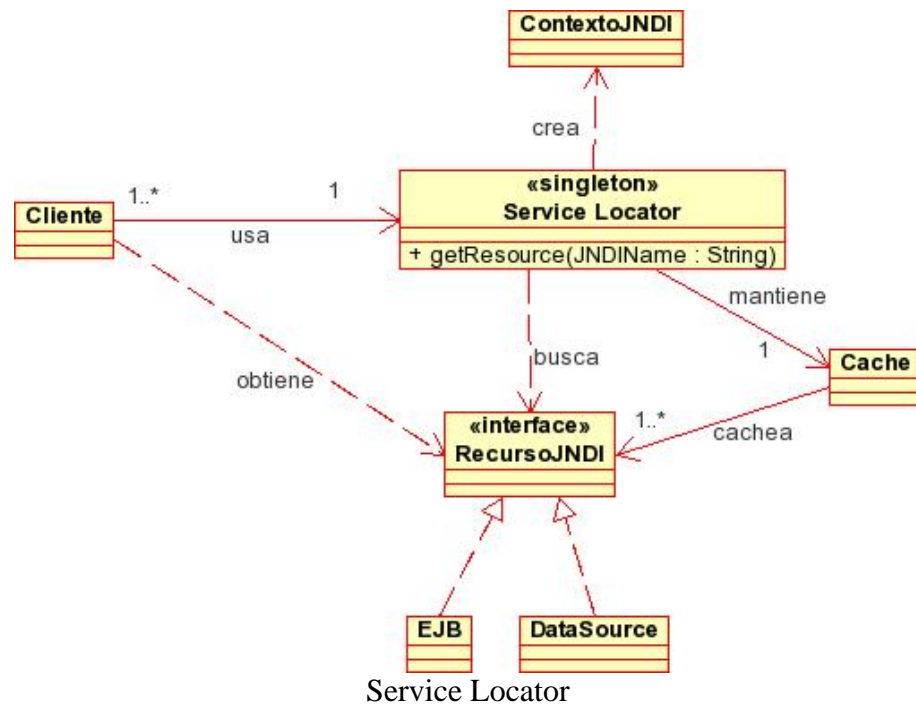 ContextoJNDI
crea
«singleton»
Service Locator
+ getResource(JNDIName : String)
1..*
1
Cliente
usa
mantiene
busca
1
Cache
obtiene
«interface»
RecursoJNDI
1..*
cachea
EJB
DataSource
Service Locator